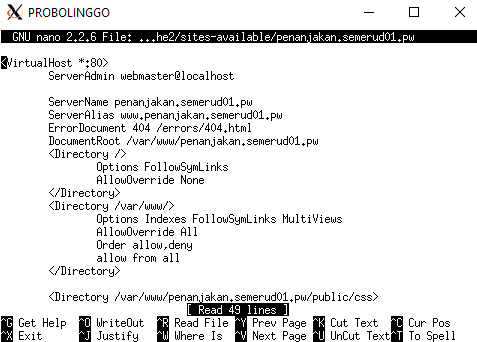 PROBOLINGGO
GNU nano 2.2.6 File: ...he2/sites-available/penanjakan.semerud01.pw
<VirtualHost *:80>
ServerAdmin webmaster@localhost
ServerName penanjakan.semerud01.pw
ServerAlias www.penanjakan.semerud01.pw
ErrorDocument 404 /errors/404.html
DocumentRoot /var/www/penanjakan.semerud01.pw
<Directory />
Options FollowSymLinks
AllowOverride None
</Directory>
<Directory /var/www/>
Options Indexes FollowSymLinks MultiViews
AllowOverride All
Order allow,deny
allow from all
</Directory>
<Directory /var/www/penanjakan.semerud01.pw/public/css>
[ Read 49 lines ]
^G Get Help ^O WriteOut ^R Read File ^Y Prev Page ^K Cut Text ^C Cur Pos
^X Exit ^J Justify ^W Where Is ^V Next Page ^U UnCut Text ^T To Spell